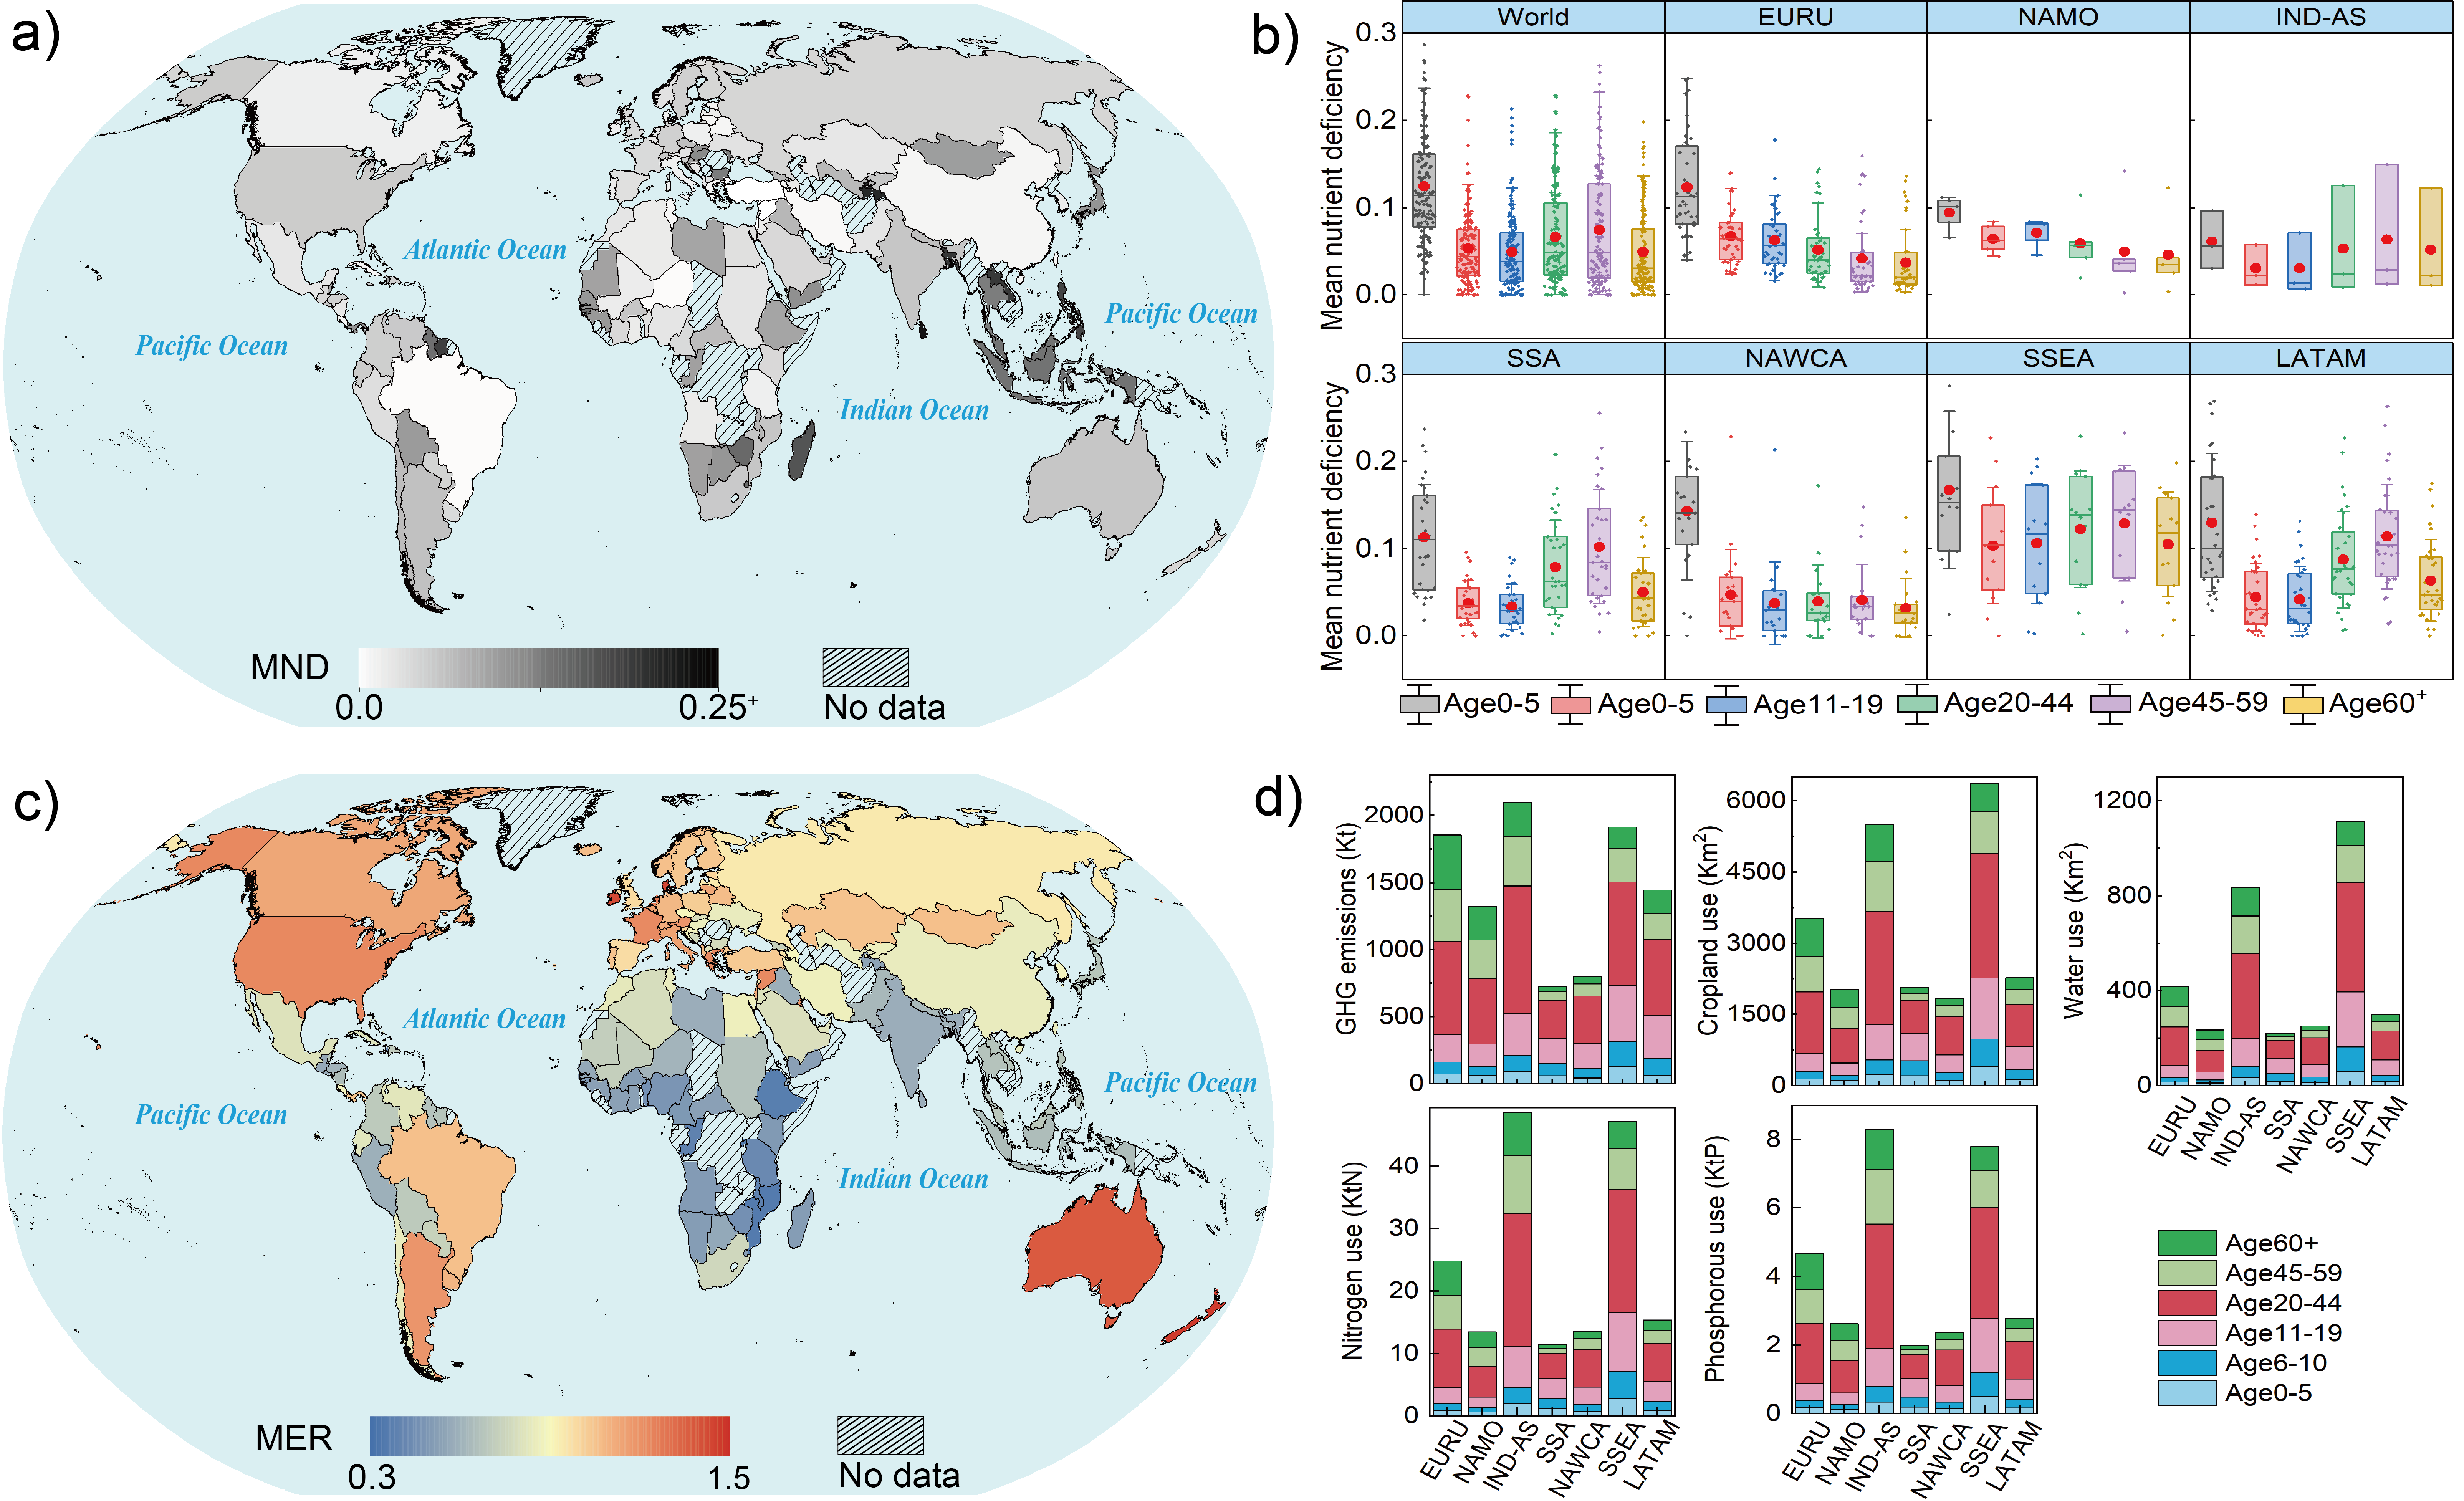 a)
Atlantic Ocean
Pacific Ocean
Pacific Ocean
Indian Ocean
MND
0.0
0.25+
No data
b)
World
EURU
NAMO
IND-AS
Mean nutrient deficiency
0.3
0.2
0.1
0.0
SSA
NAWCA
SSEA
LATAM
Mean nutrient deficiency
0.3
0.2
0.1
0.0
Age0-5
Age0-5
Age11-19
Age20-44
Age45-59
Age60+
c)
Atlantic Ocean
Pacific Ocean
Pacific Ocean
Indian Ocean
MER
0.3
1.5
No data
d)
GHG emissions (Kt)
2000
1500
1000
500
0
Cropland use (Km²)
6000
4500
3000
1500
0
Water use (Km²)
1200
800
400
0
EURU
NAMO
IND-AS
SSA
NAWCA
SSEA
LATAM
Nitrogen use (KtN)
40
30
20
10
0
EURU
NAMO
IND-AS
SSA
NAWCA
SSEA
LATAM
Phosphorous use (KtP)
8
6
4
2
0
EURU
NAMO
IND-AS
SSA
NAWCA
SSEA
LATAM
Age60+
Age45-59
Age20-44
Age11-19
Age6-10
Age0-5